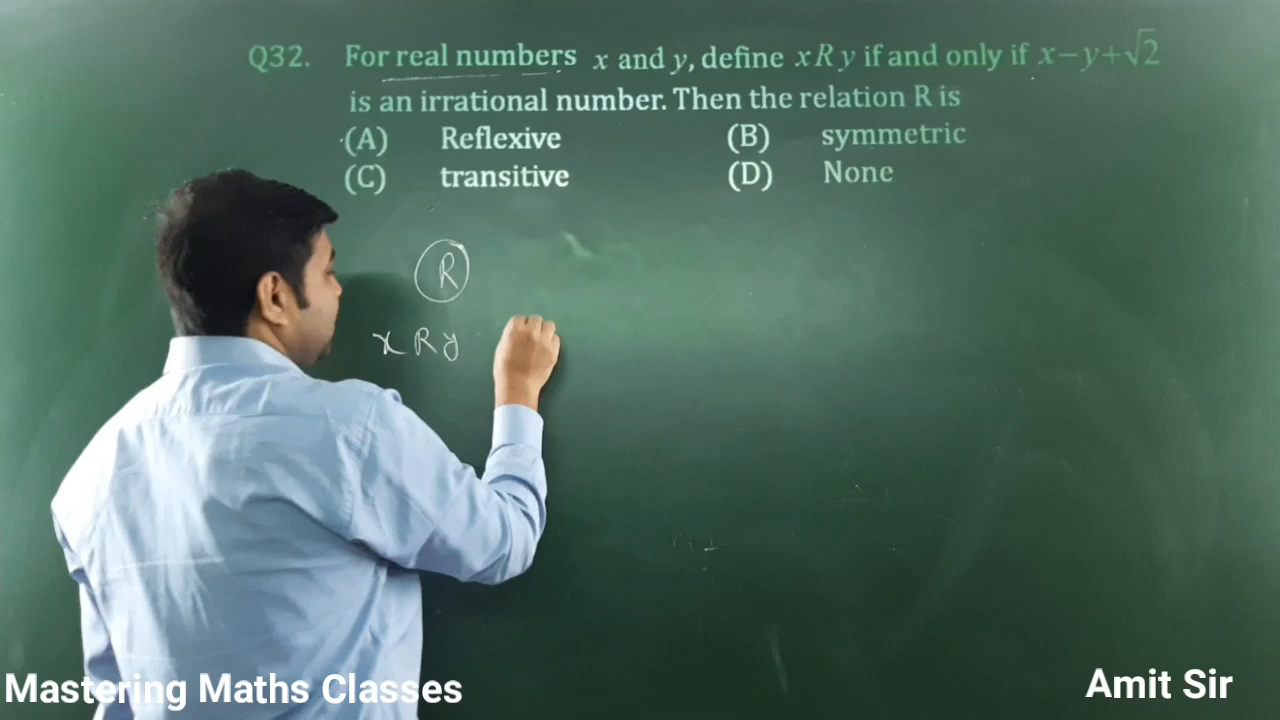 Q32. For real numbers x and y, define x R y if and only if x−y+√2
is an irrational number. Then the relation R is
(A) Reflexive (B) symmetric
(C) transitive (D) None
R
x R y
Mastering Maths Classes
Amit Sir